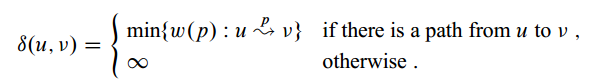 δ(u, v) = { min{w(p) : u ᵖ⤳ v} if there is a path from u to v ,
∞ otherwise .